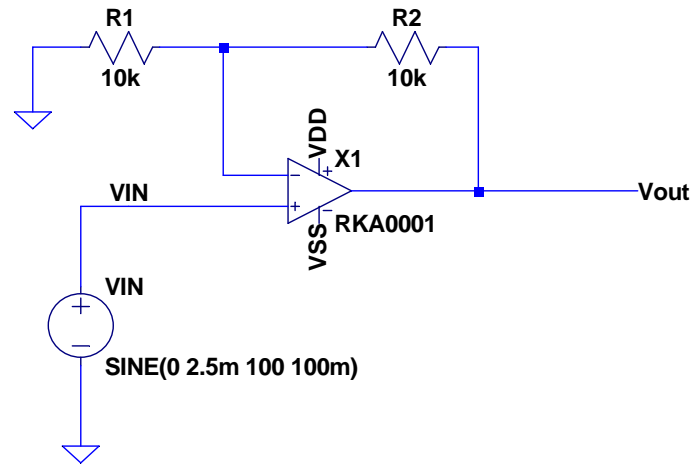 R1
R2
10k
10k
VDD
X1
VIN
RKA0001
VSS
Vout
VIN
SINE(0 2.5m 100 100m)